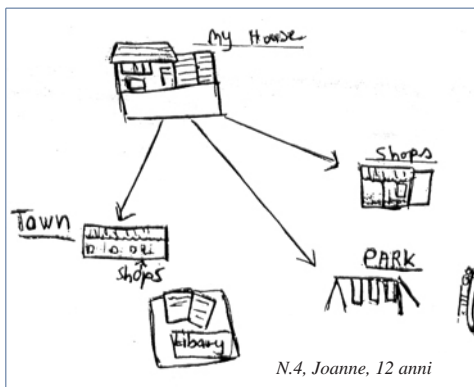 My House
Shops
Town
shops
PARK
Libary
N.4, Joanne, 12 anni